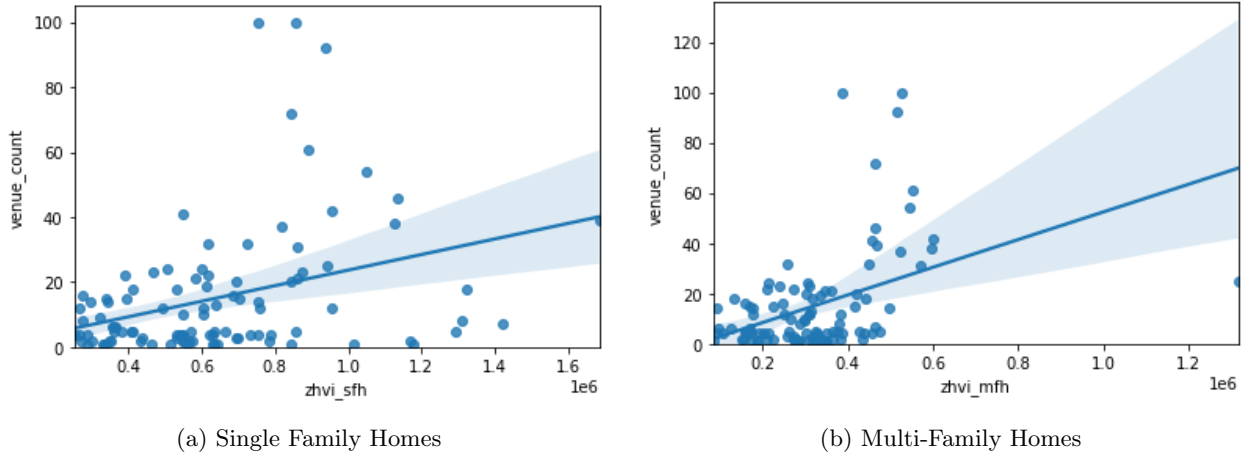 100
80
60
40
20
0
venue_count
0.4 0.6 0.8 1.0 1.2 1.4 1.6
1e6
zhvi_sfh
(a) Single Family Homes
120
100
80
60
40
20
0
venue_count
0.2 0.4 0.6 0.8 1.0 1.2
1e6
zhvi_mfh
(b) Multi-Family Homes